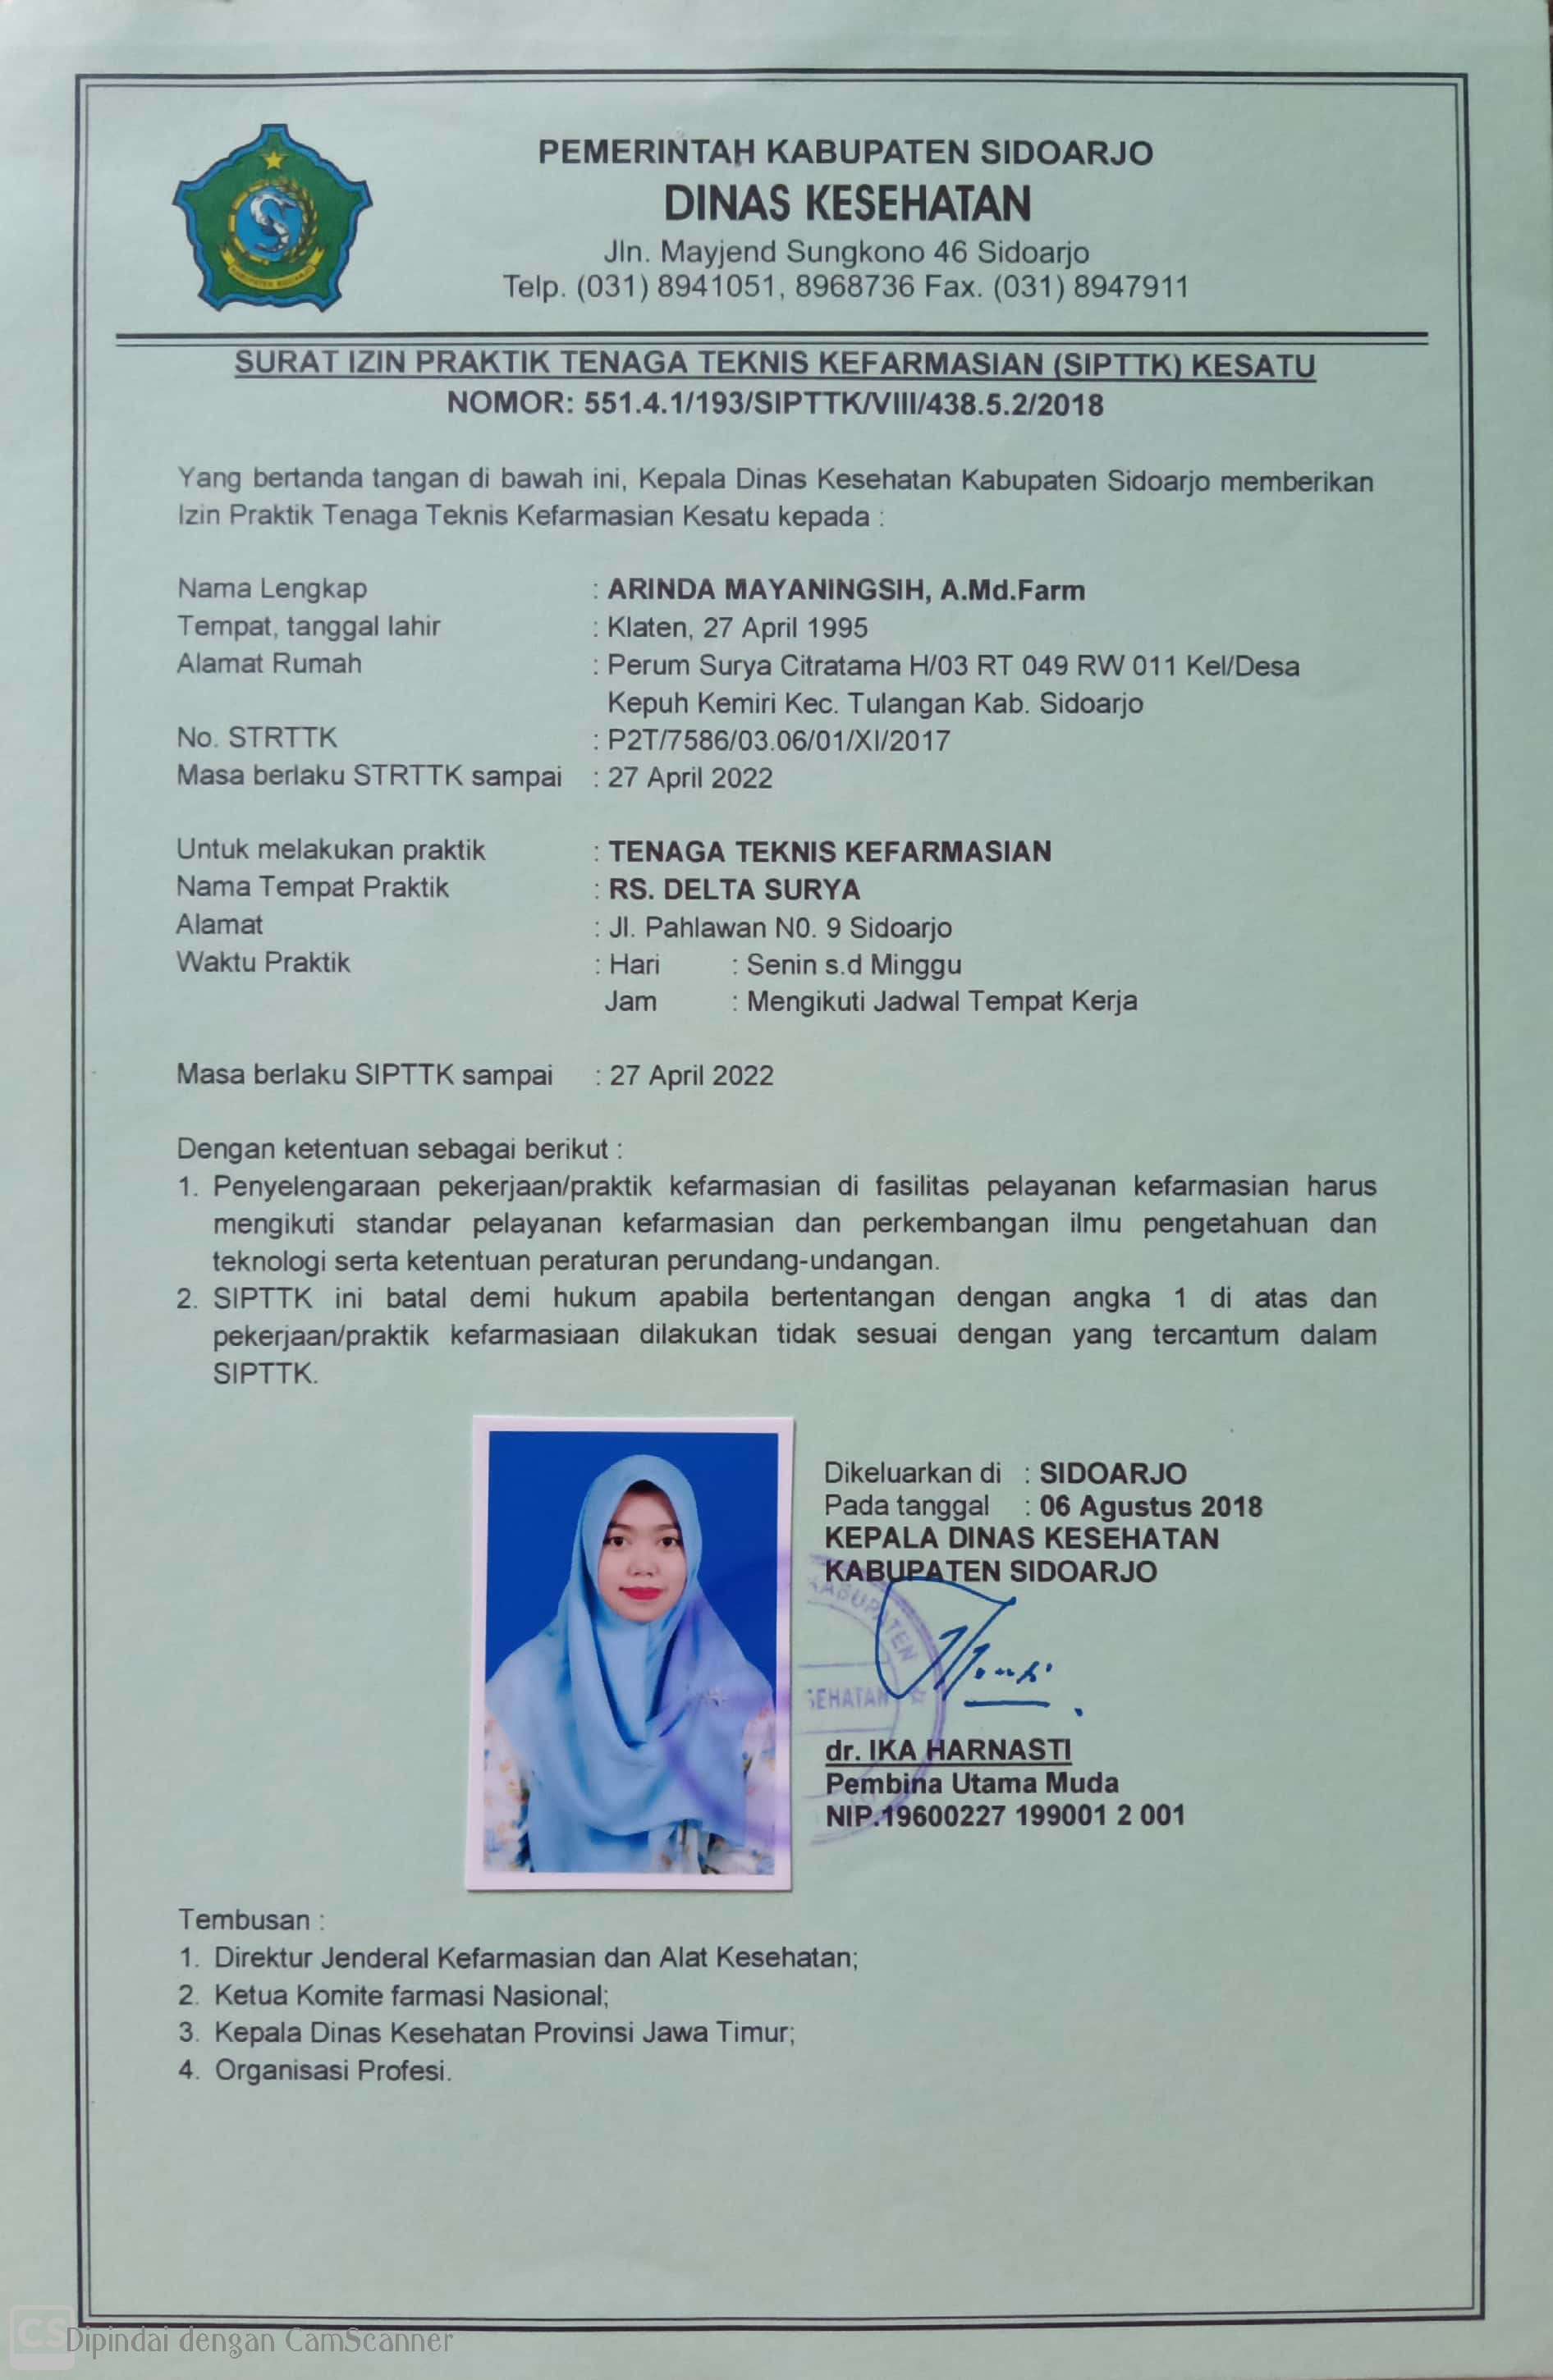 PEMERINTAH KABUPATEN SIDOARJO
DINAS KESEHATAN
Jln. Mayjend Sungkono 46 Sidoarjo
Telp. (031) 8941051, 8968736 Fax. (031) 8947911
SURAT IZIN PRAKTIK TENAGA TEKNIS KEFARMASIAN (SIPTTK) KESATU
NOMOR: 551.4.1/193/SIPTTK/VIII/438.5.2/2018
Yang bertanda tangan di bawah ini, Kepala Dinas Kesehatan Kabupaten Sidoarjo memberikan
Izin Praktik Tenaga Teknis Kefarmasian Kesatu kepada :
Nama Lengkap : ARINDA MAYANINGSIH, A.Md.Farm
Tempat, tanggal lahir : Klaten, 27 April 1995
Alamat Rumah : Perum Surya Citratama H/03 RT 049 RW 011 Kel/Desa
Kepuh Kemiri Kec. Tulangan Kab. Sidoarjo
No. STRTTK : P2T/7586/03.06/01/XI/2017
Masa berlaku STRTTK sampai : 27 April 2022
Untuk melakukan praktik : TENAGA TEKNIS KEFARMASIAN
Nama Tempat Praktik : RS. DELTA SURYA
Alamat : Jl. Pahlawan N0. 9 Sidoarjo
Waktu Praktik : Hari : Senin s.d Minggu
Jam : Mengikuti Jadwal Tempat Kerja
Masa berlaku SIPTTK sampai : 27 April 2022
Dengan ketentuan sebagai berikut :
1. Penyelengaraan pekerjaan/praktik kefarmasian di fasilitas pelayanan kefarmasian harus
mengikuti standar pelayanan kefarmasian dan perkembangan ilmu pengetahuan dan
teknologi serta ketentuan peraturan perundang-undangan.
2. SIPTTK ini batal demi hukum apabila bertentangan dengan angka 1 di atas dan
pekerjaan/praktik kefarmasiaan dilakukan tidak sesuai dengan yang tercantum dalam
SIPTTK.
Dikeluarkan di : SIDOARJO
Pada tanggal : 06 Agustus 2018
KEPALA DINAS KESEHATAN
KABUPATEN SIDOARJO
KABUPATEN
SEHATAN
dr. IKA HARNASTI
Pembina Utama Muda
NIP.19600227 199001 2 001
Tembusan :
1. Direktur Jenderal Kefarmasian dan Alat Kesehatan;
2. Ketua Komite farmasi Nasional;
3. Kepala Dinas Kesehatan Provinsi Jawa Timur;
4. Organisasi Profesi.
CS Dipindai dengan CamScanner